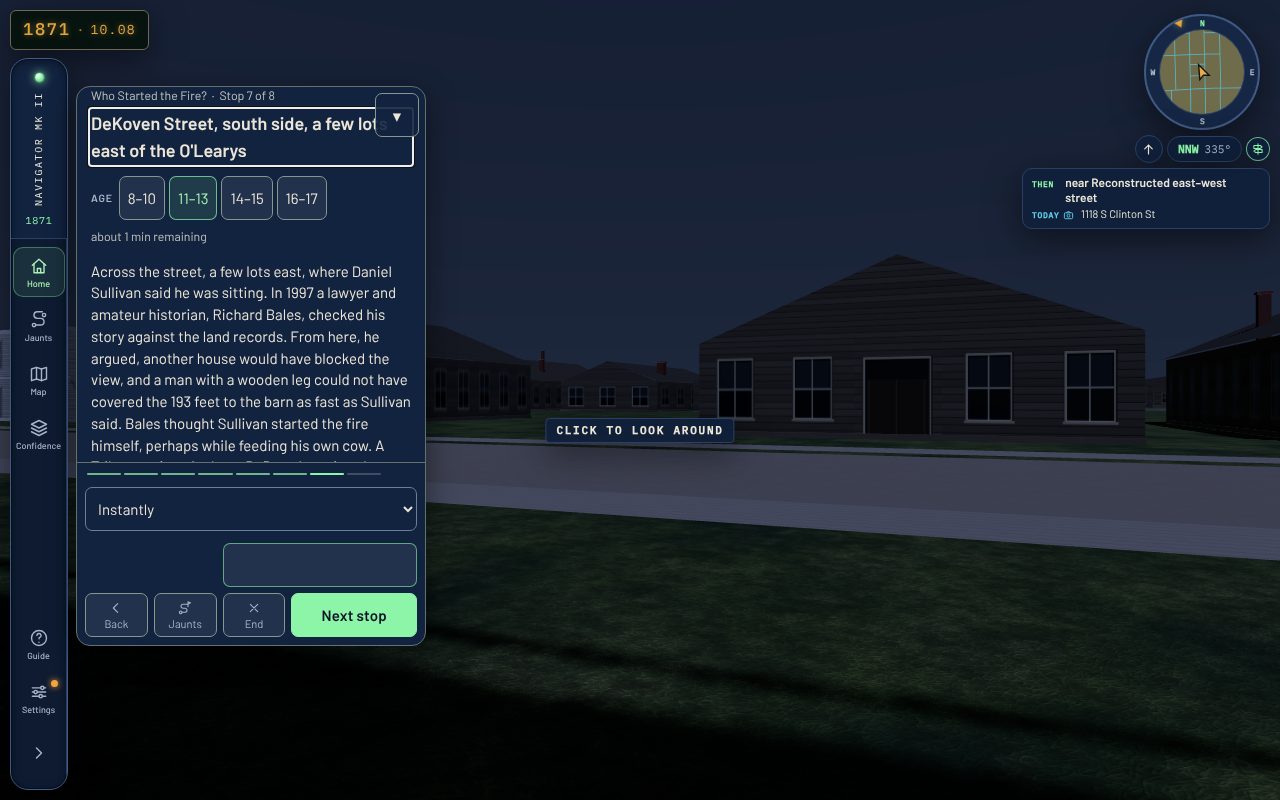 1871 · 10.08
NAVIGATOR MK II
1871
Home
Jaunts
Map
Confidence
Guide
Settings
Who Started the Fire? · Stop 7 of 8
DeKoven Street, south side, a few lots
east of the O'Learys
AGE
8–10
11–13
14–15
16–17
about 1 min remaining
Across the street, a few lots east, where Daniel
Sullivan said he was sitting. In 1997 a lawyer and
amateur historian, Richard Bales, checked his
story against the land records. From here, he
argued, another house would have blocked the
view, and a man with a wooden leg could not have
covered the 193 feet to the barn as fast as Sullivan
said. Bales thought Sullivan started the fire
himself, perhaps while feeding his own cow. A
Instantly
Back
Jaunts
End
Next stop
CLICK TO LOOK AROUND
N
W
E
S
NNW 335°
THEN near Reconstructed east–west
street
TODAY 1118 S Clinton St